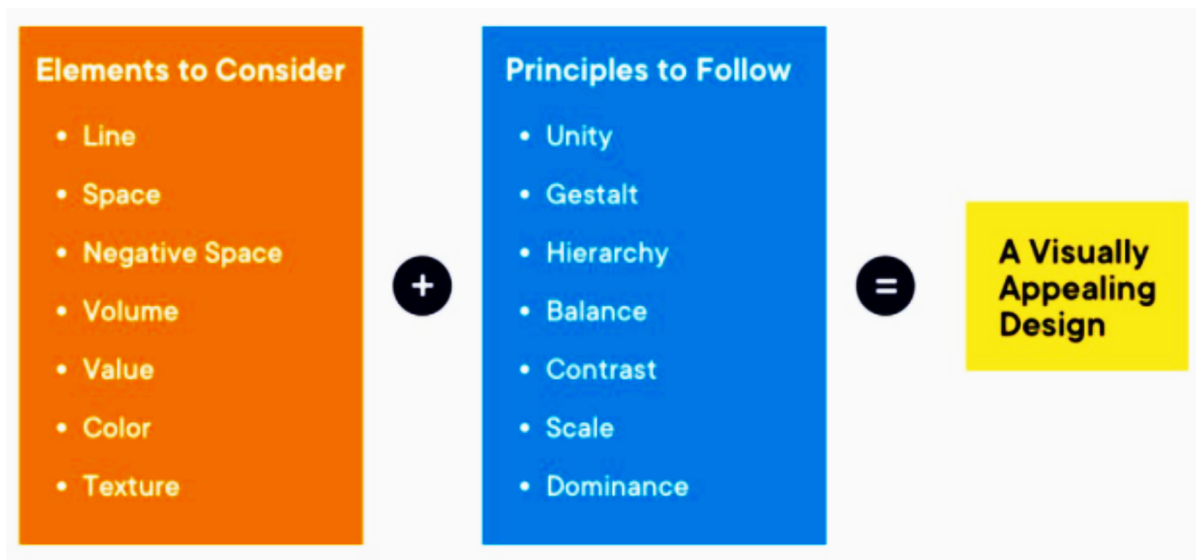 Elements to Consider
• Line
• Space
• Negative Space
• Volume
• Value
• Color
• Texture
+
Principles to Follow
• Unity
• Gestalt
• Hierarchy
• Balance
• Contrast
• Scale
• Dominance
=
A Visually
Appealing
Design